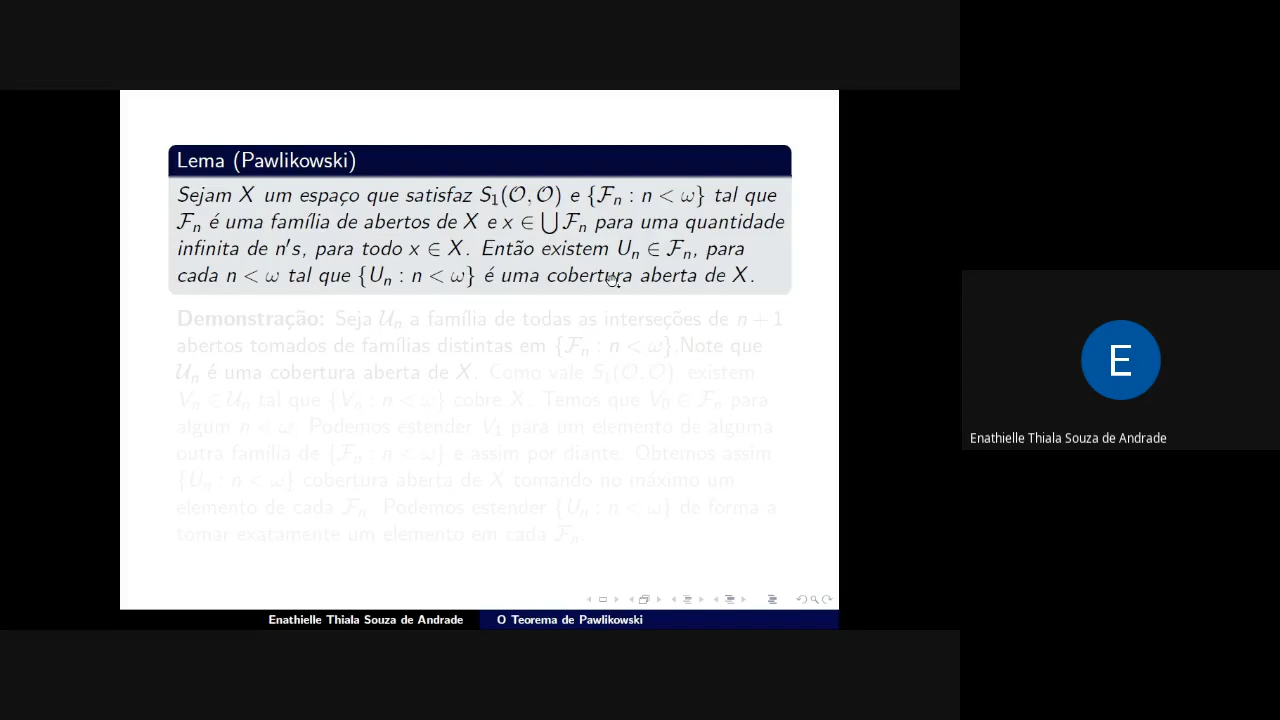 Lema (Pawlikowski)
Sejam X um espaço que satisfaz S₁(𝒪, 𝒪) e {ℱₙ : n < ω} tal que
ℱₙ é uma família de abertos de X e x ∈ ⋃ ℱₙ para uma quantidade
infinita de n's, para todo x ∈ X. Então existem Uₙ ∈ ℱₙ, para
cada n < ω tal que {Uₙ : n < ω} é uma cobertura aberta de X.
Demonstração: Seja 𝒰ₙ a família de todas as interseções de n + 1
abertos tomados de famílias distintas em {ℱₙ : n < ω}.Note que
𝒰ₙ é uma cobertura aberta de X. Como vale S₁(𝒪, 𝒪), existem
Vₙ ∈ 𝒰ₙ tal que {Vₙ : n < ω} cobre X. Temos que V₀ ∈ ℱₙ para
algum n < ω. Podemos estender V₁ para um elemento de alguma
outra família de {ℱₙ : n < ω} e assim por diante. Obtemos assim
{Uₙ : n < ω} cobertura aberta de X tomando no máximo um
elemento de cada ℱₙ. Podemos estender {Uₙ : n < ω} de forma a
tomar exatamente um elemento em cada ℱₙ.
Enathielle Thiala Souza de Andrade
O Teorema de Pawlikowski
E
Enathielle Thiala Souza de Andrade